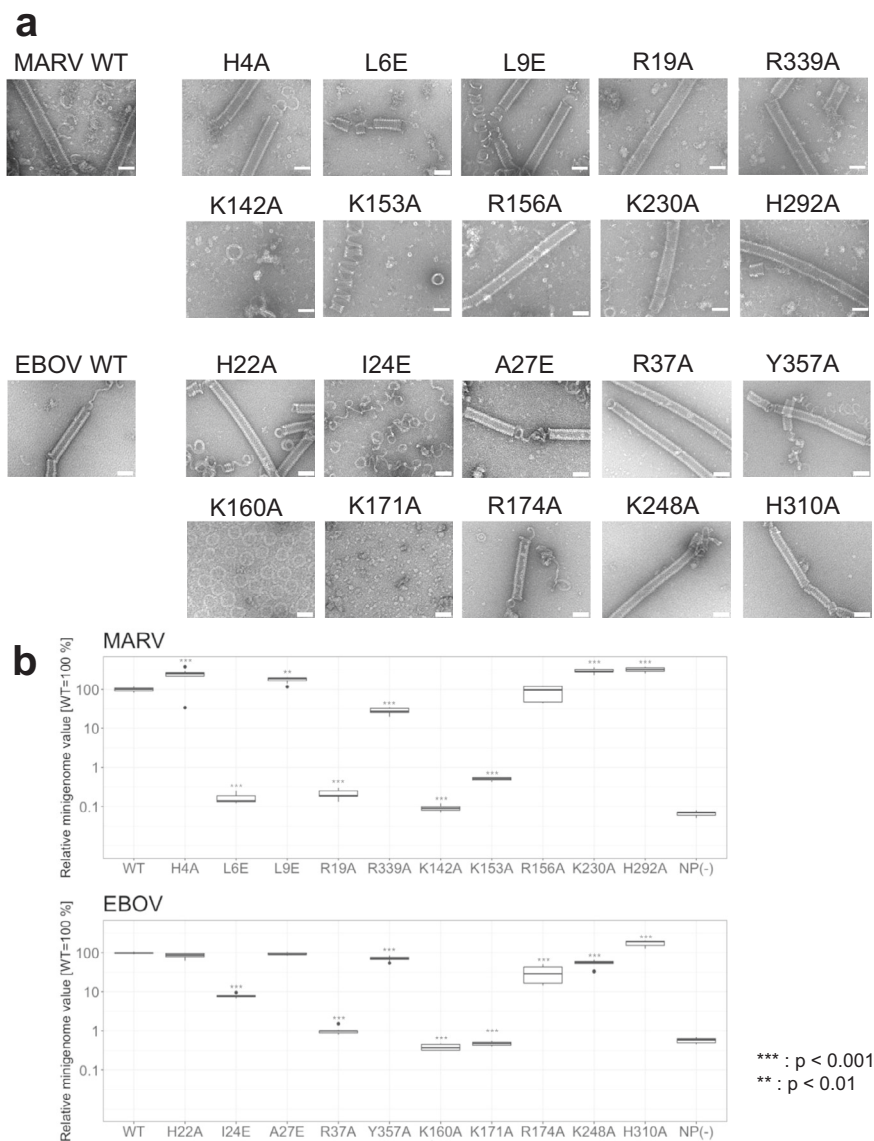 a
MARV WT H4A L6E L9E R19A R339A
K142A K153A R156A K230A H292A
EBOV WT H22A I24E A27E R37A Y357A
K160A K171A R174A K248A H310A
b
MARV
Relative minigenome value [WT=100 %]
*** ** *** *** ***
100
10
1
0.1
*** *** *** ***
WT H4A L6E L9E R19A R339A K142A K153A R156A K230A H292A NP(-)
EBOV
Relative minigenome value [WT=100 %]
*** *** *** *** ***
100
10
1
0.1
*** *** ***
WT H22A I24E A27E R37A Y357A K160A K171A R174A K248A H310A NP(-)
*** : p < 0.001
** : p < 0.01